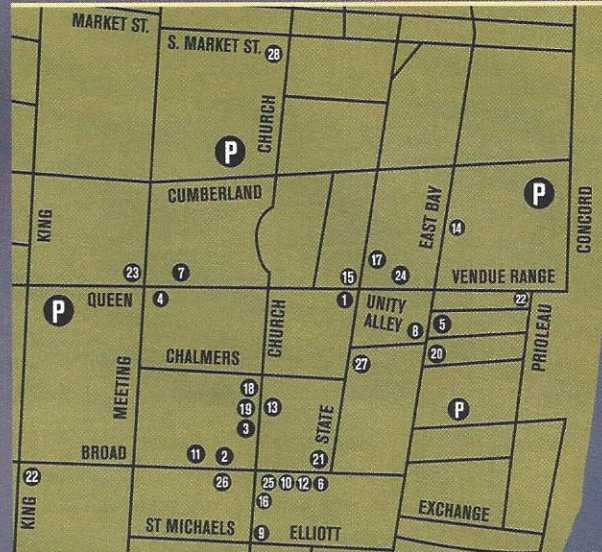 MARKET ST.
S. MARKET ST.
28
CHURCH
P
CUMBERLAND
P
KING
EAST BAY
14
CONCORD
17
23
7
15
24
VENDUE RANGE
QUEEN
4
1
UNITY
ALLEY
22
P
8
5
CHURCH
PRIOLEAU
CHALMERS
27
20
MEETING
18
19
13
3
STATE
P
BROAD
11
2
21
22
26
25
10
12
6
16
KING
EXCHANGE
ST MICHAELS
9
ELLIOTT